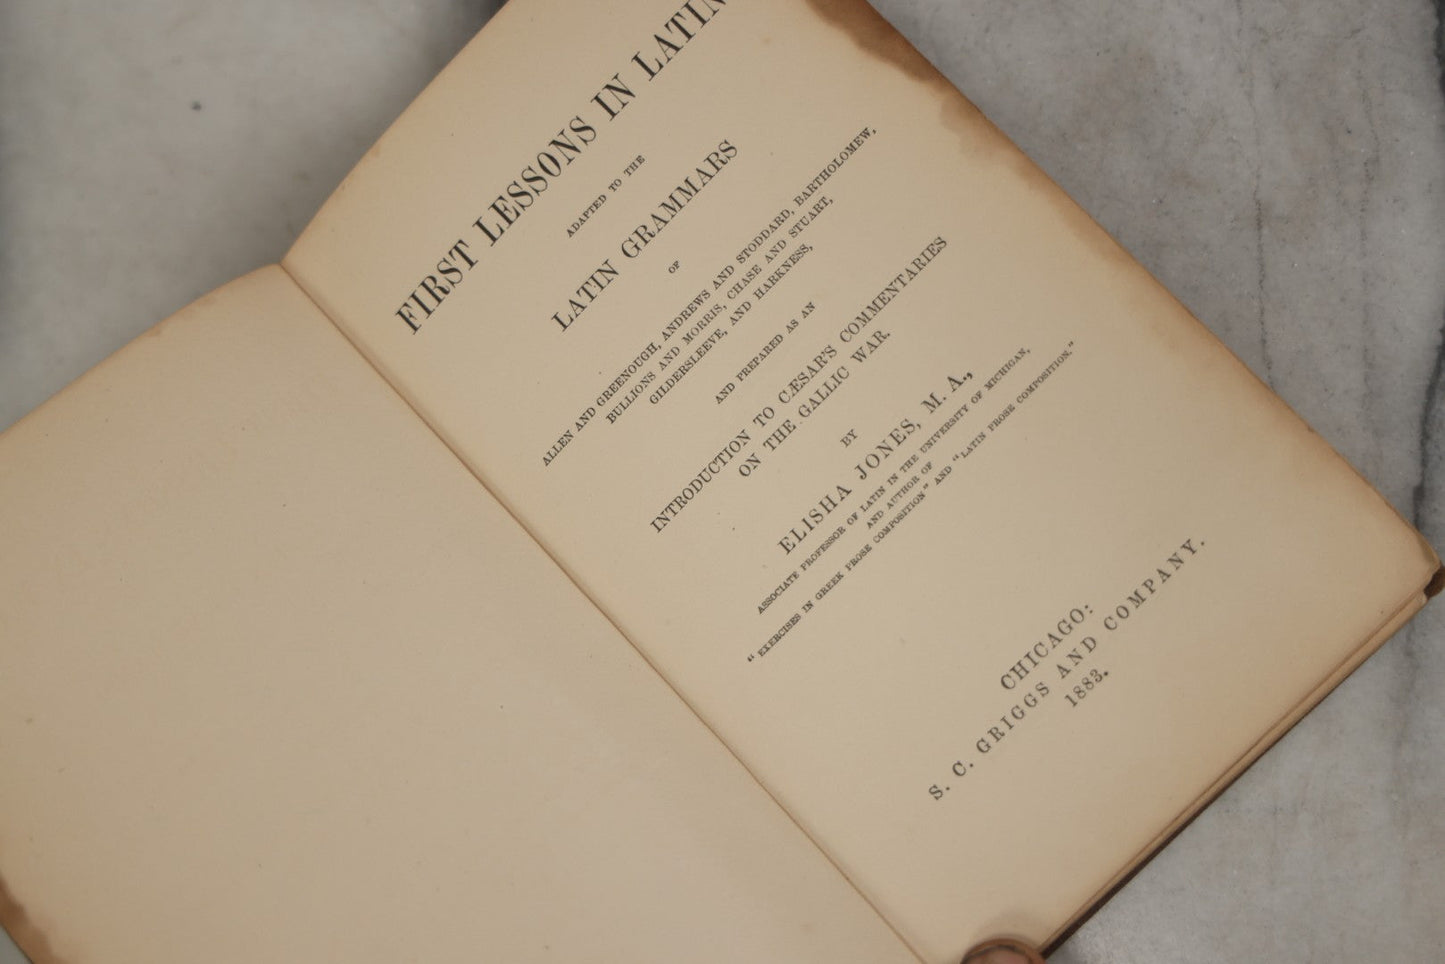 FIRST LESSONS IN LATIN
ADAPTED TO THE
LATIN GRAMMARS
OF
ALLEN AND GREENOUGH, ANDREWS AND STODDARD, BARTHOLOMEW,
BULLIONS AND MORRIS, CHASE AND STUART,
GILDERSLEEVE, AND HARKNESS,
AND PREPARED AS AN
INTRODUCTION TO CÆSAR'S COMMENTARIES
ON THE GALLIC WAR.
BY
ELISHA JONES, M. A.,
ASSOCIATE PROFESSOR OF LATIN IN THE UNIVERSITY OF MICHIGAN,
AND AUTHOR OF
"EXERCISES IN GREEK PROSE COMPOSITION" AND "LATIN PROSE COMPOSITION."
CHICAGO:
S. C. GRIGGS AND COMPANY.
1883.